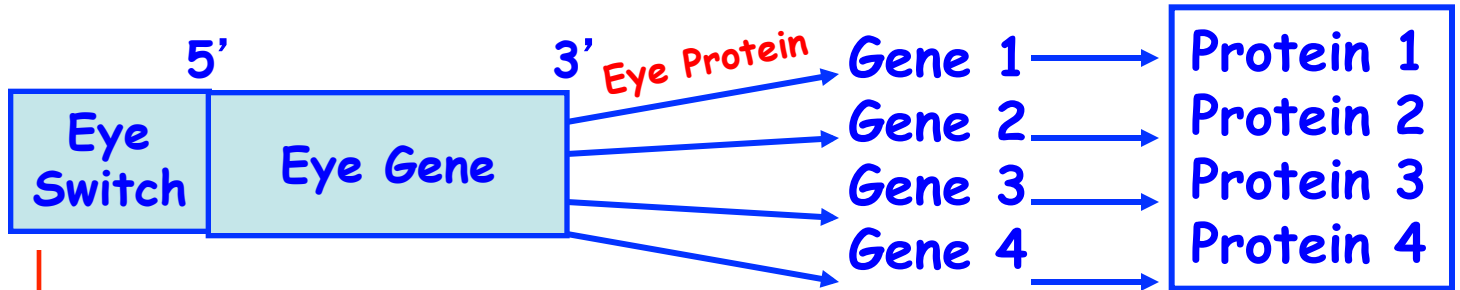 5’ 3’
Eye Protein
Eye
Switch
Eye Gene
Gene 1
Gene 2
Gene 3
Gene 4
Protein 1
Protein 2
Protein 3
Protein 4